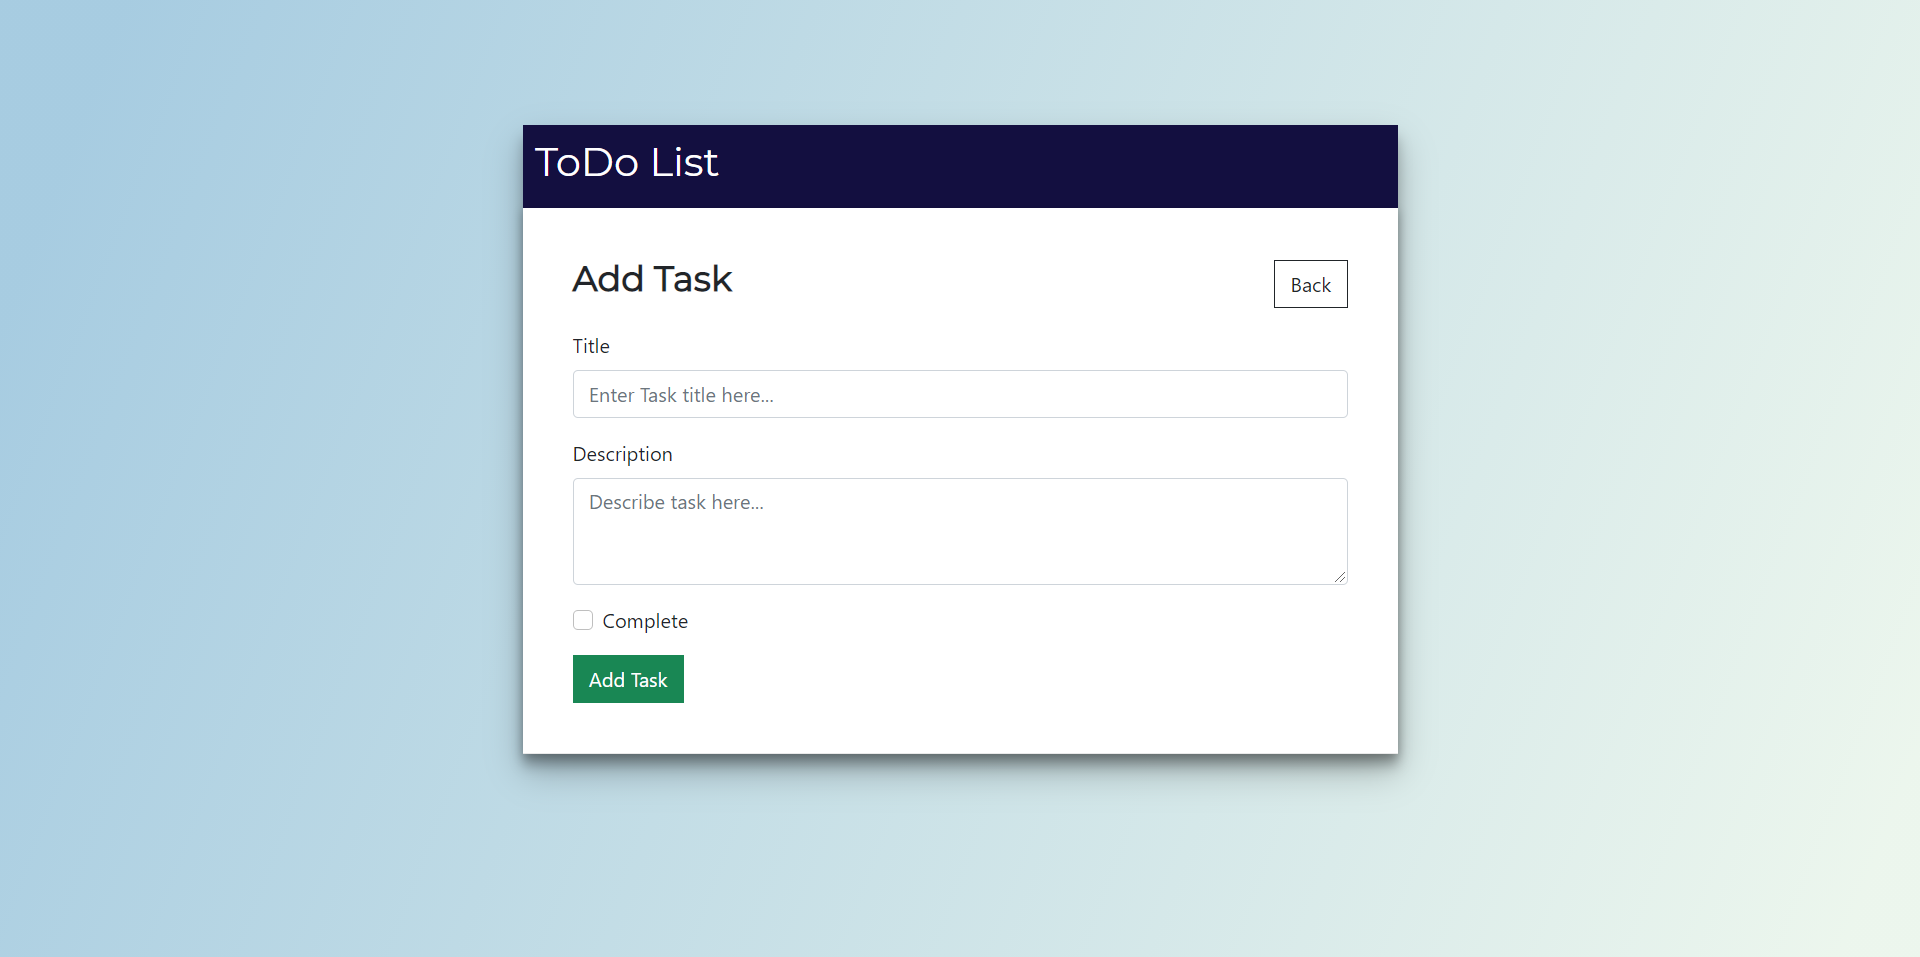 ToDo List
Add Task
Back
Title
Enter Task title here...
Description
Describe task here...
Complete
Add Task